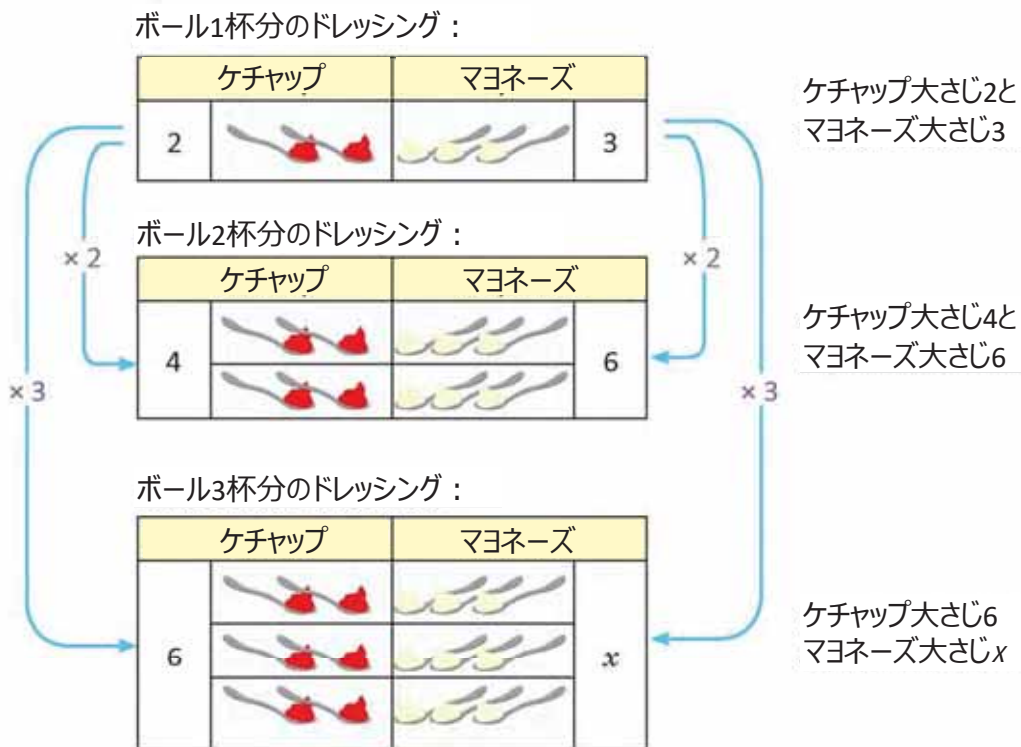 ボール1杯分のドレッシング：
ケチャップ マヨネーズ
2 3
ケチャップ大さじ2と
マヨネーズ大さじ3
× 2 × 2
ボール2杯分のドレッシング：
ケチャップ マヨネーズ
4 6
ケチャップ大さじ4と
マヨネーズ大さじ6
× 3 × 3
ボール3杯分のドレッシング：
ケチャップ マヨネーズ
6 x
ケチャップ大さじ6
マヨネーズ大さじx